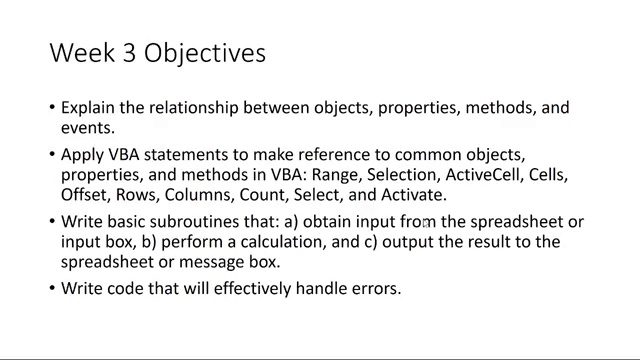 Week 3 Objectives
• Explain the relationship between objects, properties, methods, and
events.
• Apply VBA statements to make reference to common objects,
properties, and methods in VBA: Range, Selection, ActiveCell, Cells,
Offset, Rows, Columns, Count, Select, and Activate.
• Write basic subroutines that: a) obtain input from the spreadsheet or
input box, b) perform a calculation, and c) output the result to the
spreadsheet or message box.
• Write code that will effectively handle errors.